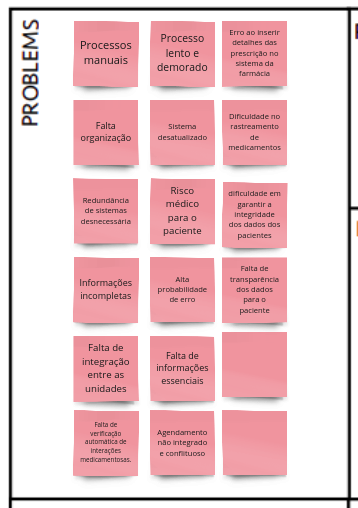 PROBLEMS
Processos
manuais
Processo
lento e
demorado
Erro ao inserir
detalhes das
prescrição no
sistema da
farmácia
Falta
organização
Sistema
desatualizado
Dificuldade no
rastreamento
de
medicamentos
Redundância
de sistemas
desnecessária
Risco
médico
para o
paciente
dificuldade em
garantir a
integridade
dos dados dos
pacientes
Informações
incompletas
Alta
probabilidade
de erro
Falta de
transparência
dos dados
para o
paciente
Falta de
integração
entre as
unidades
Falta de
informações
essenciais
Falta de
verificação
automática de
interações
medicamentosas.
Agendamento
não integrado
e conflituoso